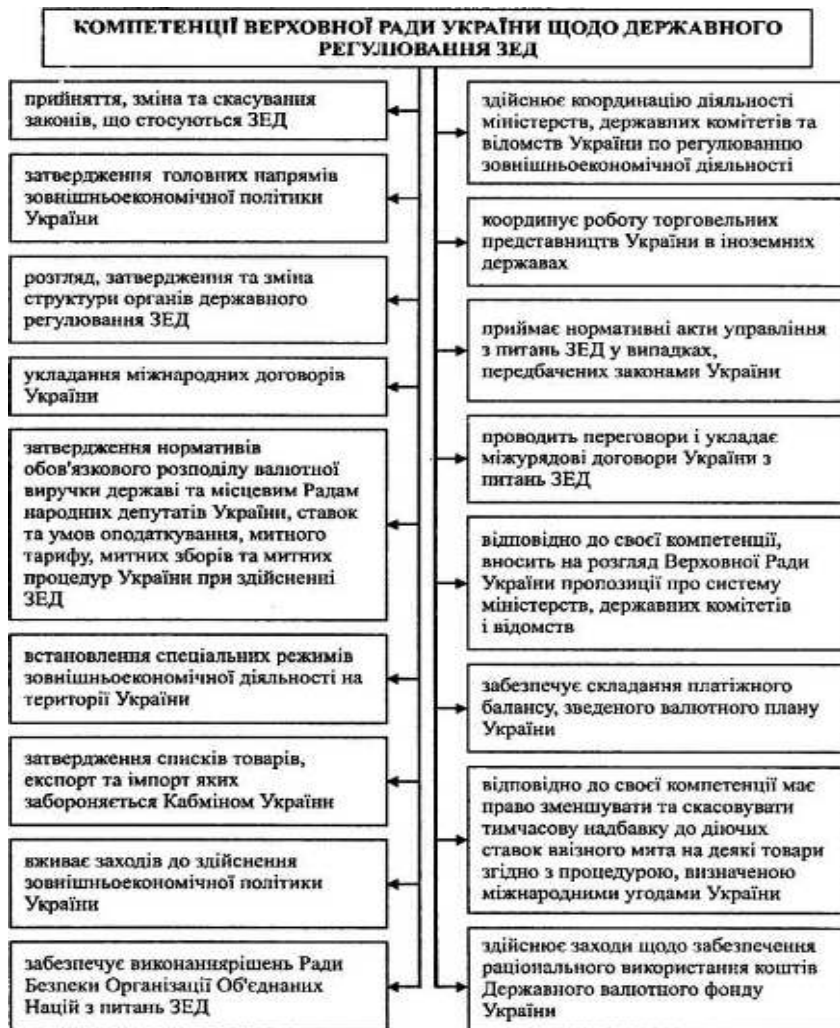 КОМПЕТЕНЦІЇ ВЕРХОВНОЇ РАДИ УКРАЇНИ ЩОДО ДЕРЖАВНОГО
РЕГУЛЮВАННЯ ЗЕД
прийняття, зміна та скасування
законів, що стосуються ЗЕД
затвердження головних напрямів
зовнішньоекономічної політики
України
розгляд, затвердження та зміна
структури органів державного
регулювання ЗЕД
укладання міжнародних договорів
України
затвердження нормативів
обов'язкового розподілу валютної
виручки державі та місцевим Радам
народних депутатів України, ставок
та умов оподаткування, митного
тарифу, митних зборів та митних
процедур України при здійсненні
ЗЕД
встановлення спеціальних режимів
зовнішньоекономічної діяльності на
території України
затвердження списків товарів,
експорт та імпорт яких
забороняється Кабміном України
вживає заходів до здійснення
зовнішньоекономічної політики
України
забезпечує виконаннярішень Ради
Безпеки Організації Об'єднаних
Націй з питань ЗЕД
здійснює координацію діяльності
міністерств, державних комітетів та
відомств України по регулюванню
зовнішньоекономічної діяльності
координує роботу торговельних
представництв України в іноземних
державах
приймає нормативні акти управління
з питань ЗЕД у випадках,
передбачених законами України
проводить переговори і укладає
міжурядові договори України з
питань ЗЕД
відповідно до своєї компетенції,
вносить на розгляд Верховної Ради
України пропозиції про систему
міністерств, державних комітетів
і відомств
забезпечує складання платіжного
балансу, зведеного валютного плану
України
відповідно до своєї компетенції має
право зменшувати та скасовувати
тимчасову надбавку до діючих
ставок ввізного мита на деякі товари
згідно з процедурою, визначеною
міжнародними угодами України
здійснює заходи щодо забезпечення
раціонального використання коштів
Державного валютного фонду
України